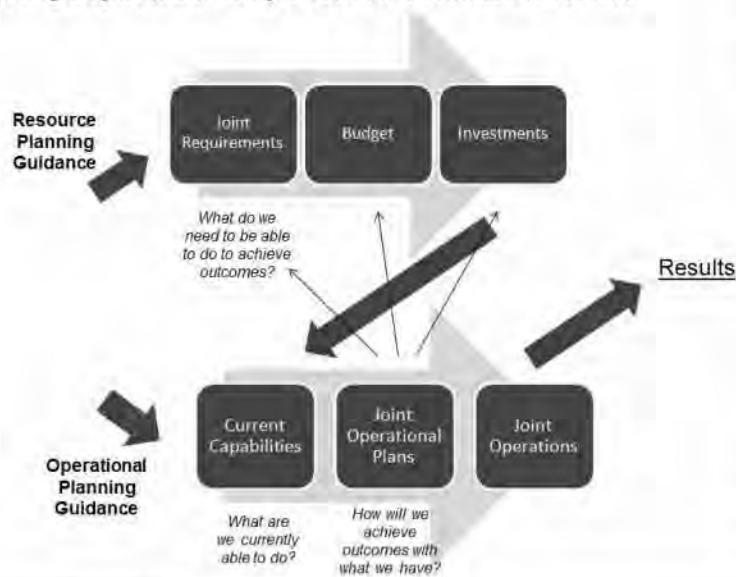 Resource
Planning
Guidance
Joint
Requirements
Budget
Investments
What do we
need to be able
to do to achieve
outcomes?
Results
Current
Capabilities
Joint
Operational
Plans
Joint
Operations
Operational
Planning
Guidance
What are
we currently
able to do?
How will we
achieve
outcomes with
what we have?